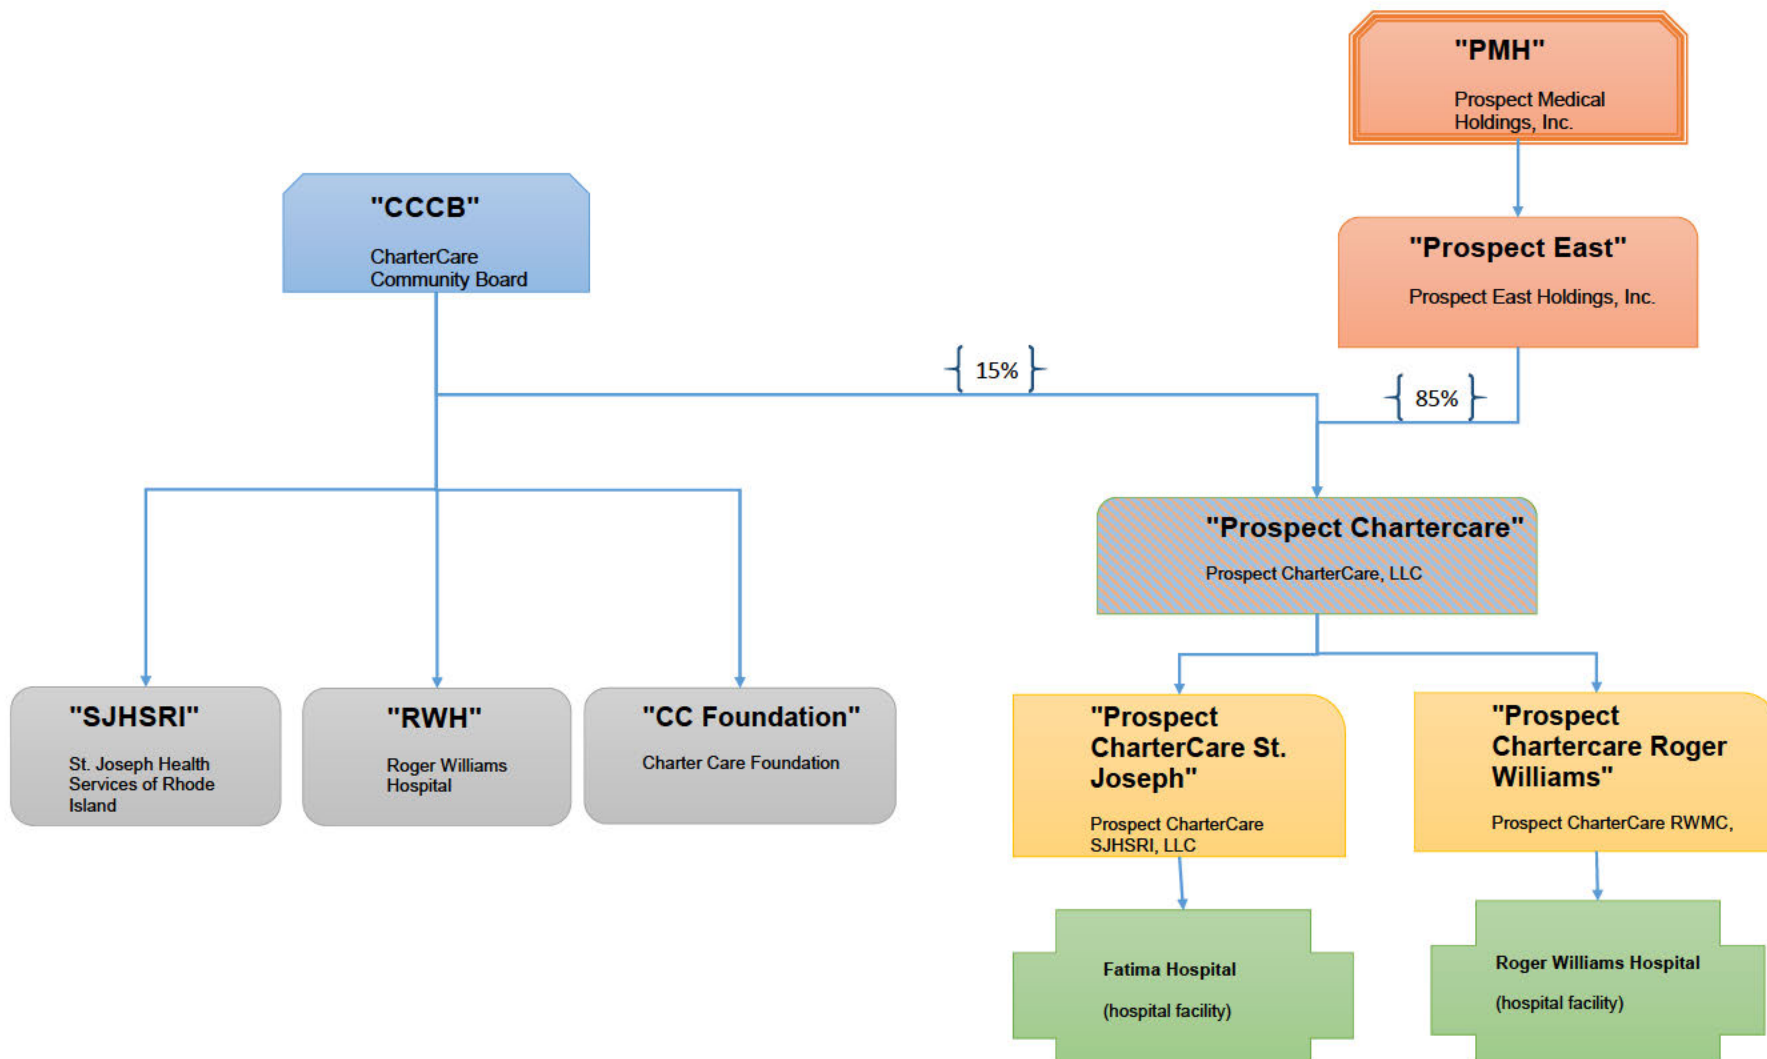 "PMH"
Prospect Medical
Holdings, Inc.
"CCCB"
CharterCare
Community Board
"Prospect East"
Prospect East Holdings, Inc.
15%
85%
"Prospect Chartercare"
Prospect CharterCare, LLC
"SJHSRI"
St. Joseph Health
Services of Rhode
Island
"RWH"
Roger Williams
Hospital
"CC Foundation"
Charter Care Foundation
"Prospect
CharterCare St.
Joseph"
Prospect CharterCare
SJHSRI, LLC
"Prospect
Chartercare Roger
Williams"
Prospect CharterCare RWMC,
Fatima Hospital
(hospital facility)
Roger Williams Hospital
(hospital facility)